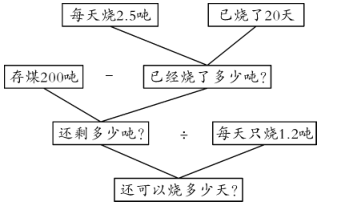 每天烧2.5吨 已烧了20天
存煤200吨 － 已经烧了多少吨?
还剩多少吨? ÷ 每天只烧1.2吨
还可以烧多少天?